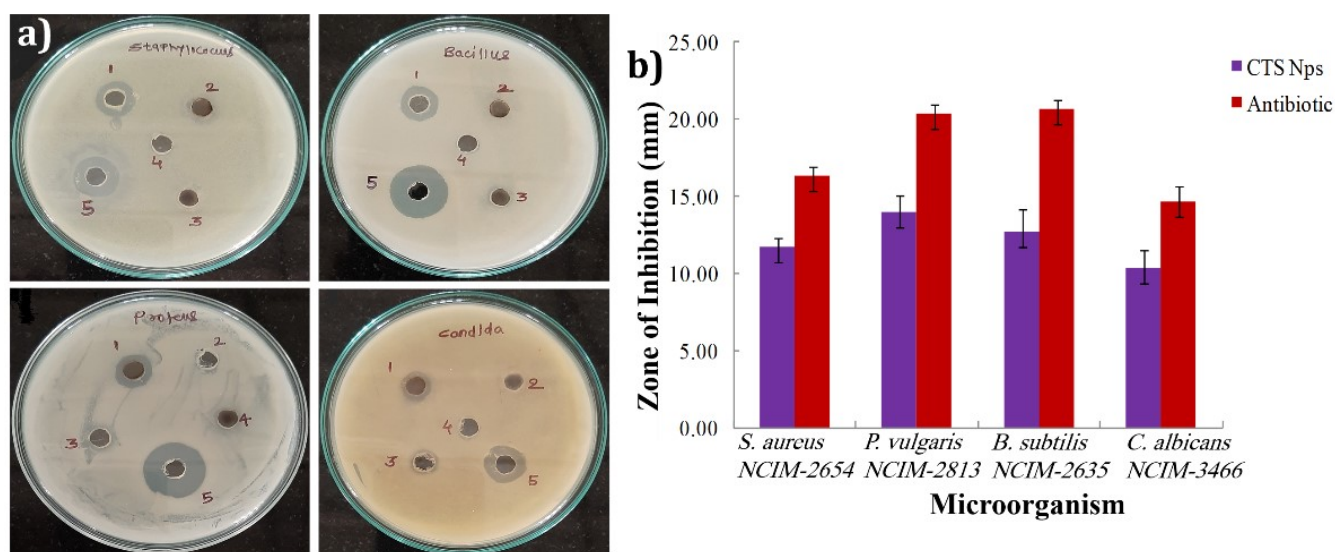 a)
Staphylococus
1
2
4
5
3
Bacillus
1
2
4
5
3
Proteus
1
2
3
4
5
Candida
1
2
4
3
5
b)
25.00
20.00
15.00
10.00
5.00
0.00
Zone of Inhibition (mm)
CTS Nps
Antibiotic
S. aurcus P. vulgaris B. subtilis C. albicans
NCIM-2654 NCIM-2813 NCIM-2635 NCIM-3466
Microorganism